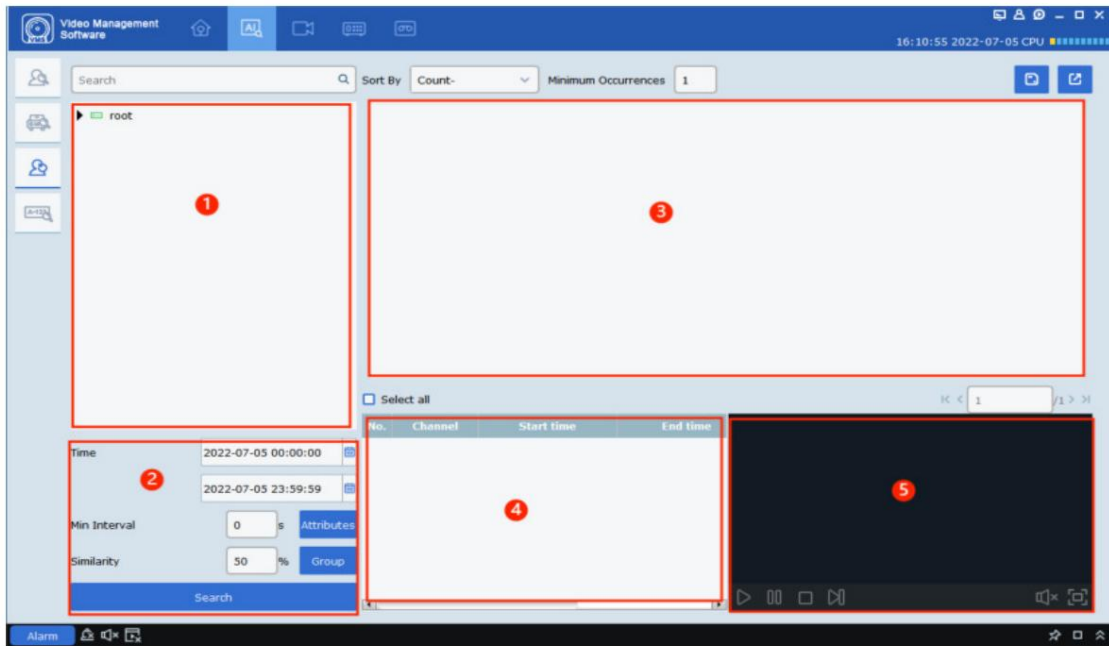 Video Management
Software
16:10:55 2022-07-05 CPU
Search
Sort By Count- Minimum Occurrences 1
root
1
3
Select all
1 /1
No. Channel Start time End time
Time 2022-07-05 00:00:00
2
2022-07-05 23:59:59
5
4
Min Interval 0 s Attributes
Similarity 50 % Group
Search
Alarm